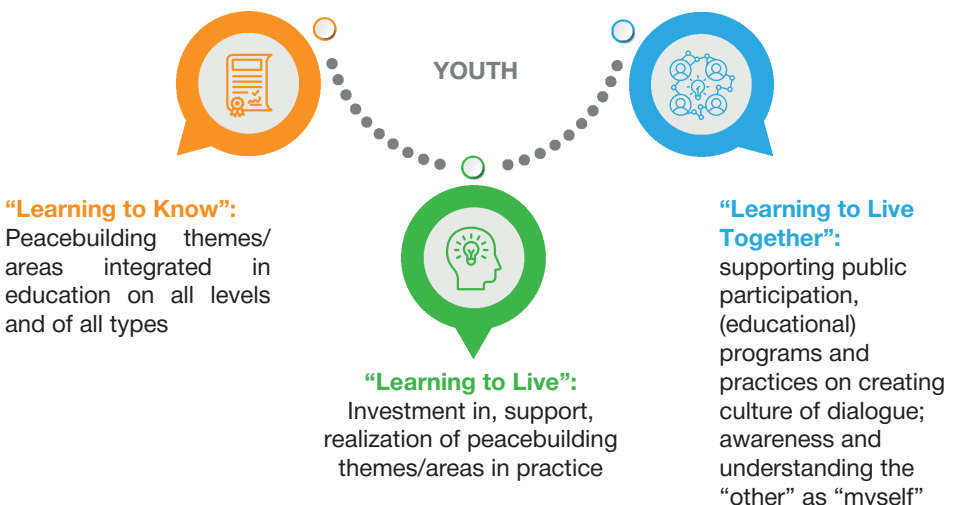 YOUTH
“Learning to Know”:
Peacebuilding themes/
areas integrated in
education on all levels
and of all types
“Learning to Live”:
Investment in, support,
realization of peacebuilding
themes/areas in practice
“Learning to Live
Together”:
supporting public
participation,
(educational)
programs and
practices on creating
culture of dialogue;
awareness and
understanding the
“other” as “myself”